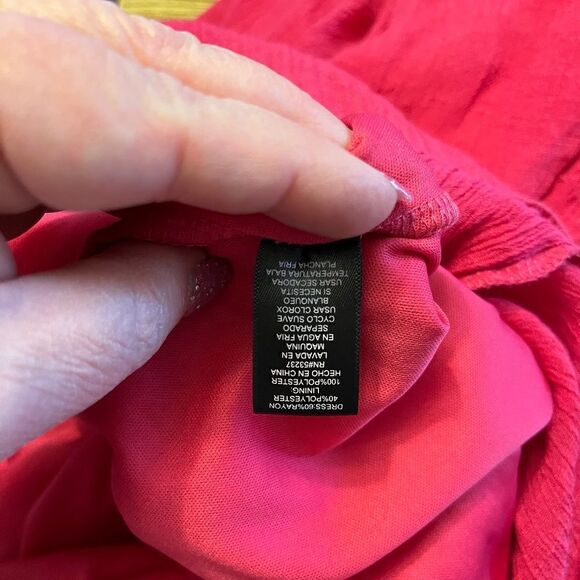 DRESS:60%RAYON
40%POLYESTER
LINING:
100%POLYESTER
HECHO EN CHINA
RN#53237
LAVADA EN
MAQUINA
EN AGUA FRIA
SEPARADO
CYCLO SUAVE
USAR CLOROX
BLANQUEO
SI NECESITA
USAR SECADORA
TEMPERATURA BAJA
PLANCHA FRIA